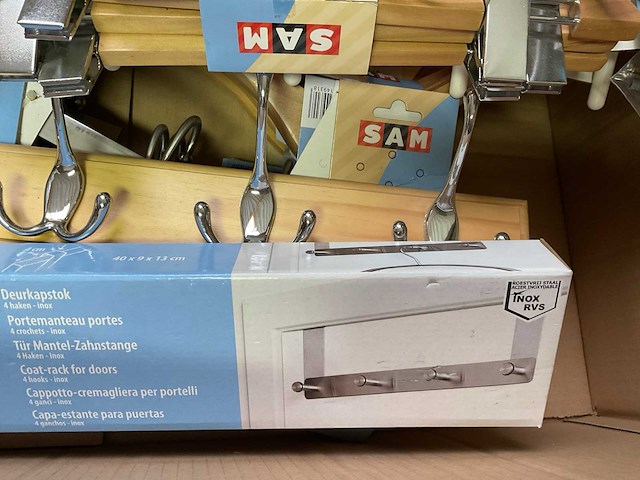 SAM
SAM
40 x 9 x 13 cm
Deurkapstok
4 haken - inox
Portemanteau portes
4 crochets - inox
Tür Mantel-Zahnstange
4 Haken - inox
Coat-rack for doors
4 hooks - inox
Cappotto-cremagliera per portelli
4 ganci - inox
Capa-estante para puertas
4 ganchos - inox
ROESTVRIJ STAAL
ACIER INOXYDABLE
INOX
RVS